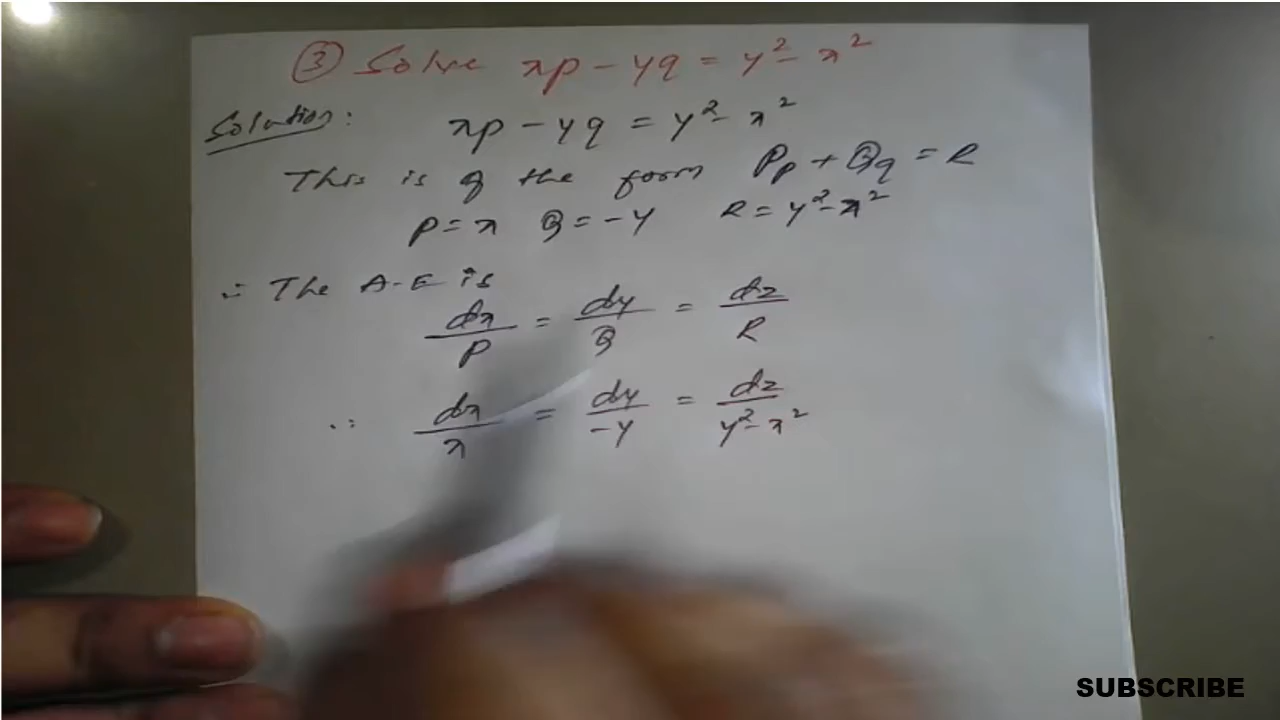 ③ Solve xp - yq = y² - x²
Solution: xp - yq = y² - x²
This is of the form Pp + Qq = R
P = x Q = -y R = y² - x²
∴ The A-E is
dx/P = dy/Q = dz/R
∴ dx/x = dy/-y = dz/y² - x²
SUBSCRIBE